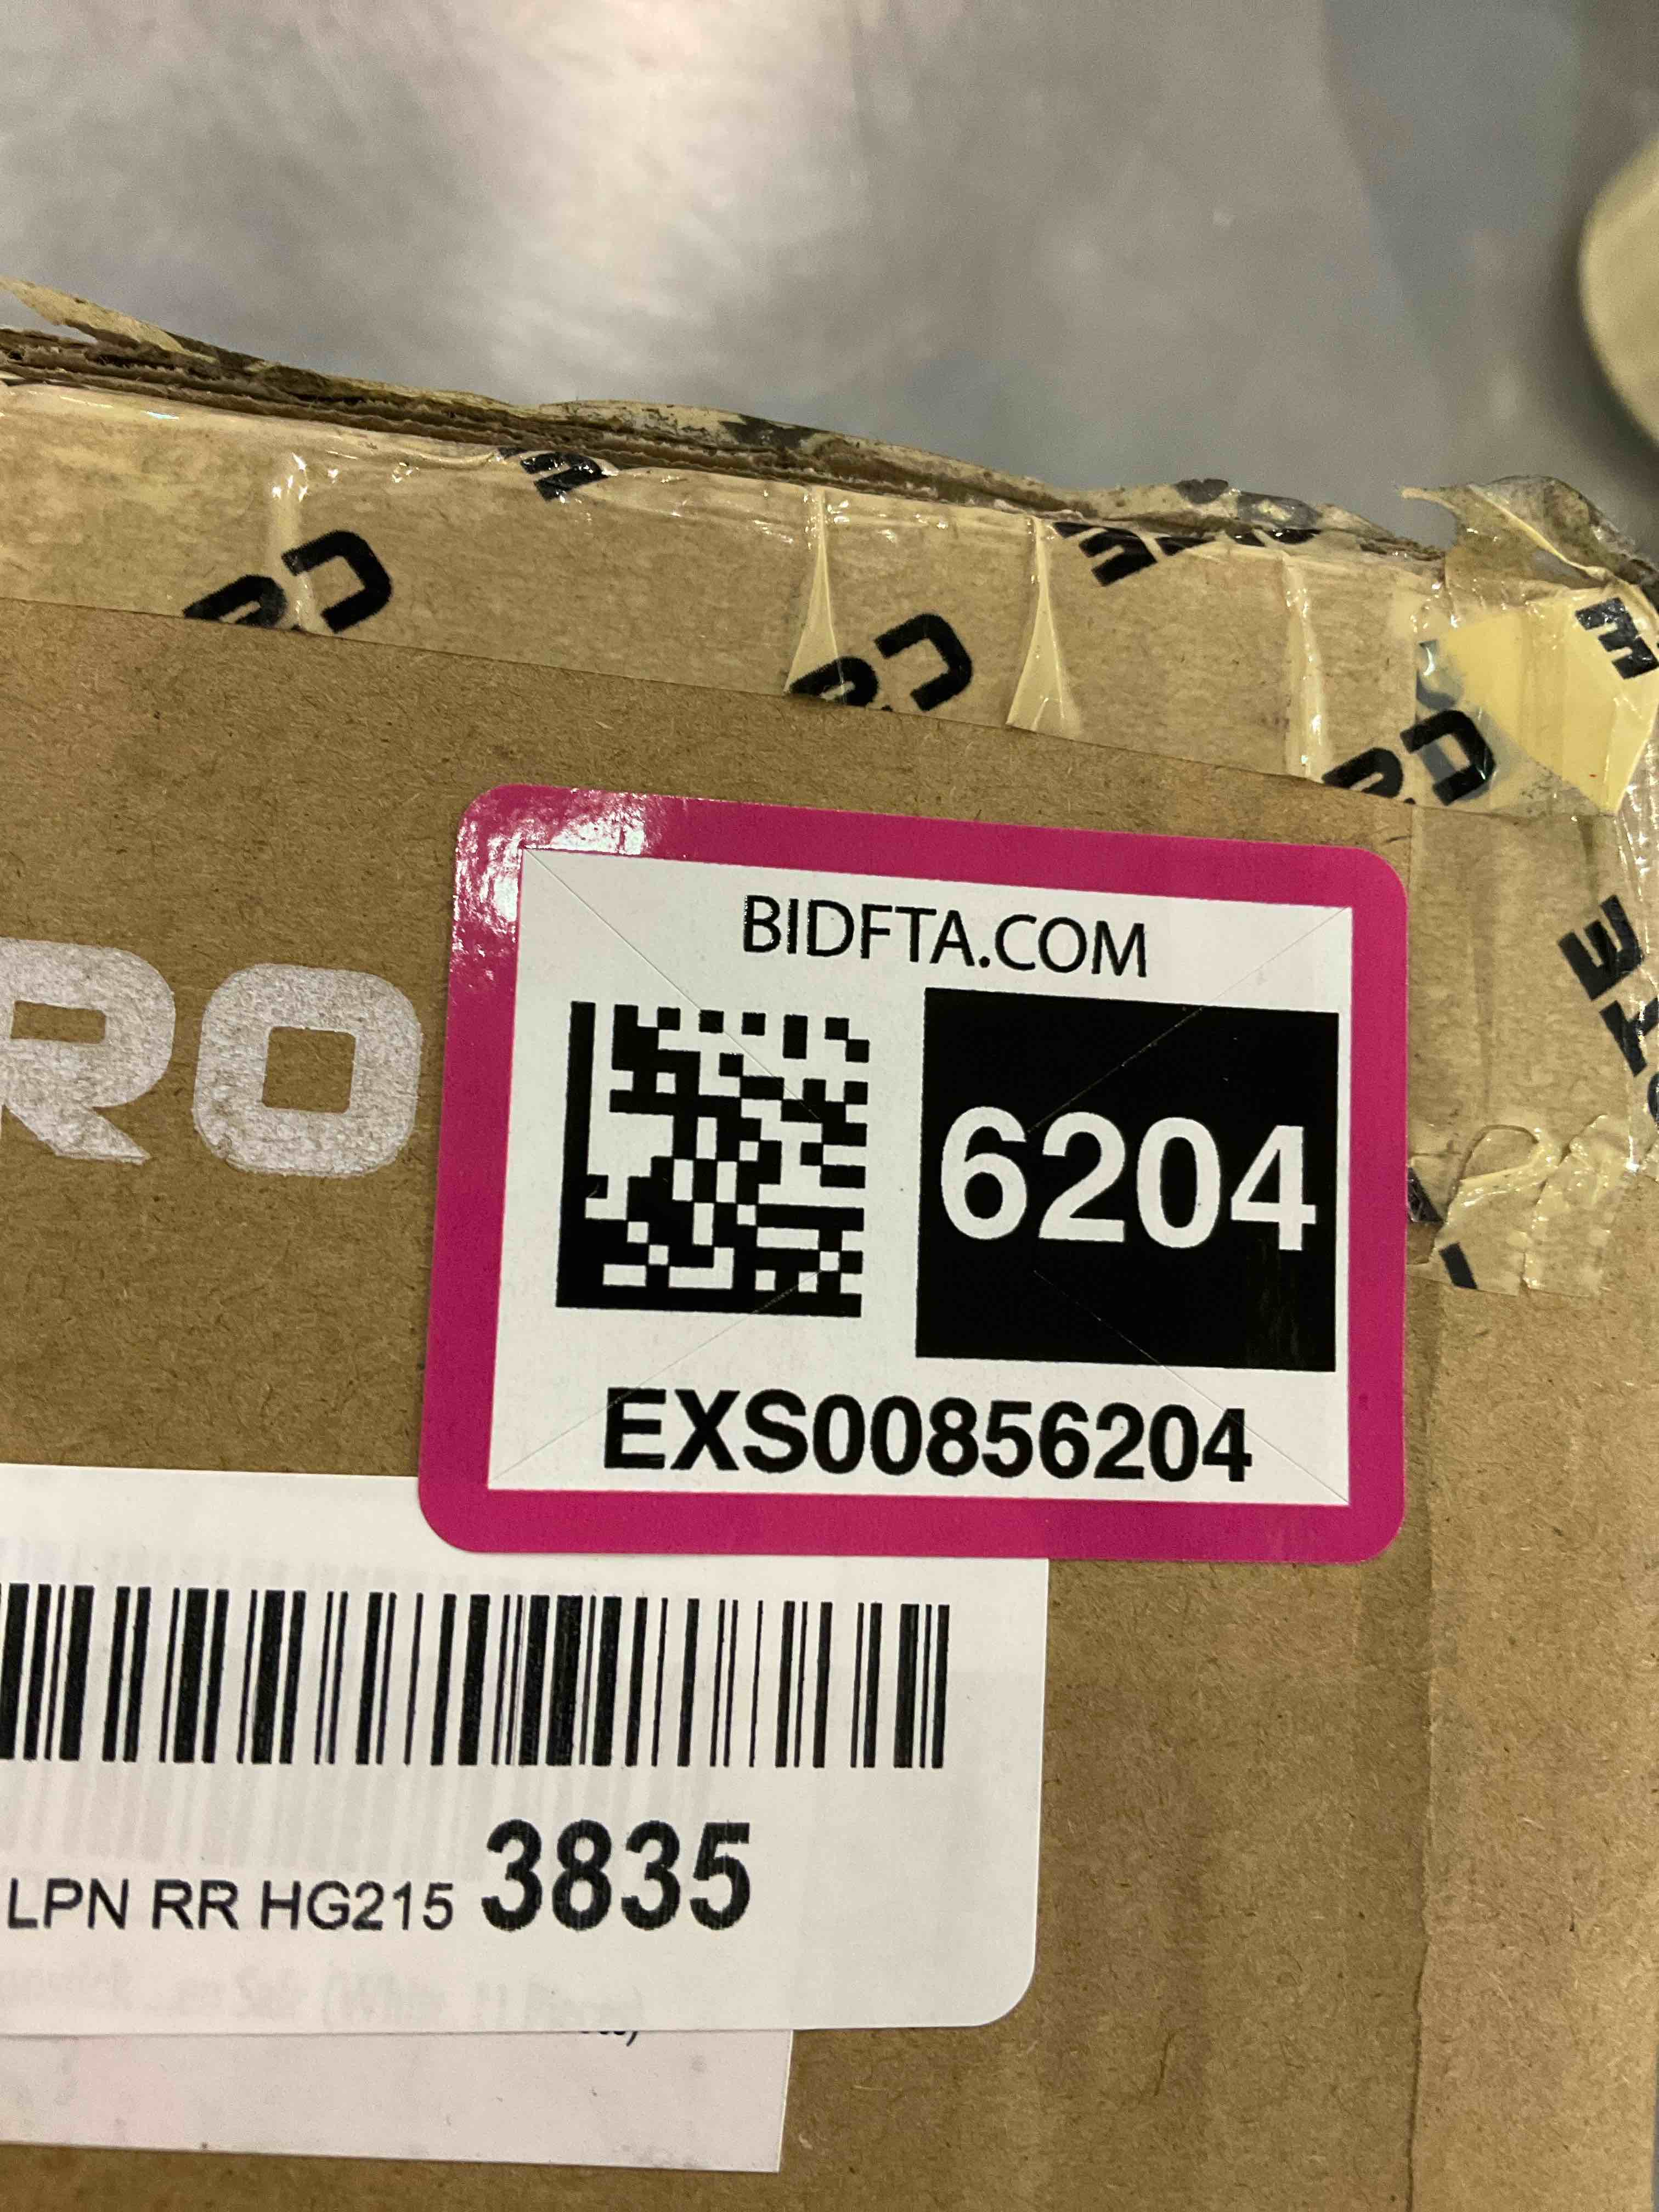 RO
BIDFTA.COM
6204
EXS00856204
LPN RR HG215 3835